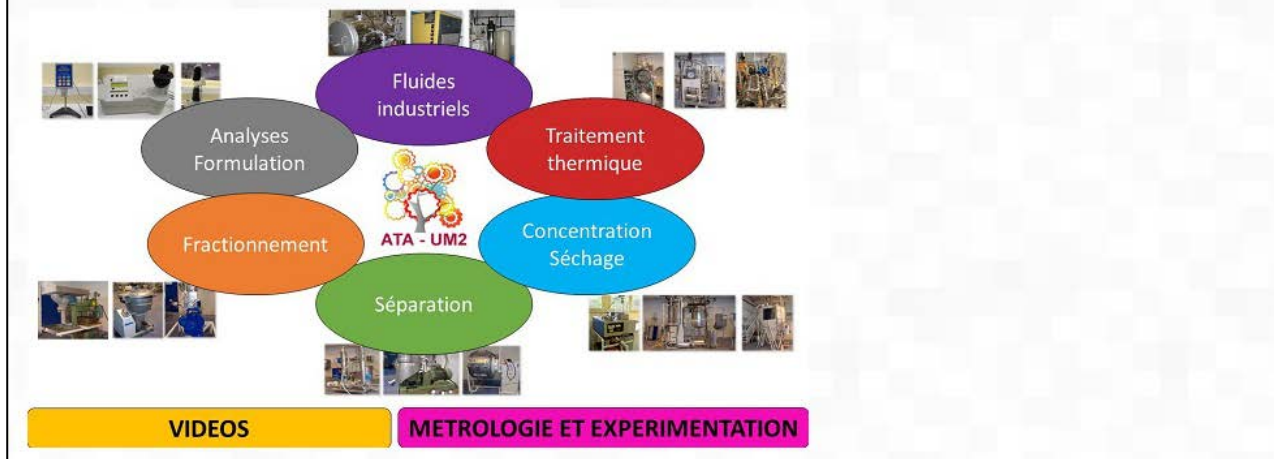 Fluides
industriels
Analyses
Formulation
Traitement
thermique
ATA - UM2
Fractionnement
Concentration
Séchage
Séparation
VIDEOS
METROLOGIE ET EXPERIMENTATION